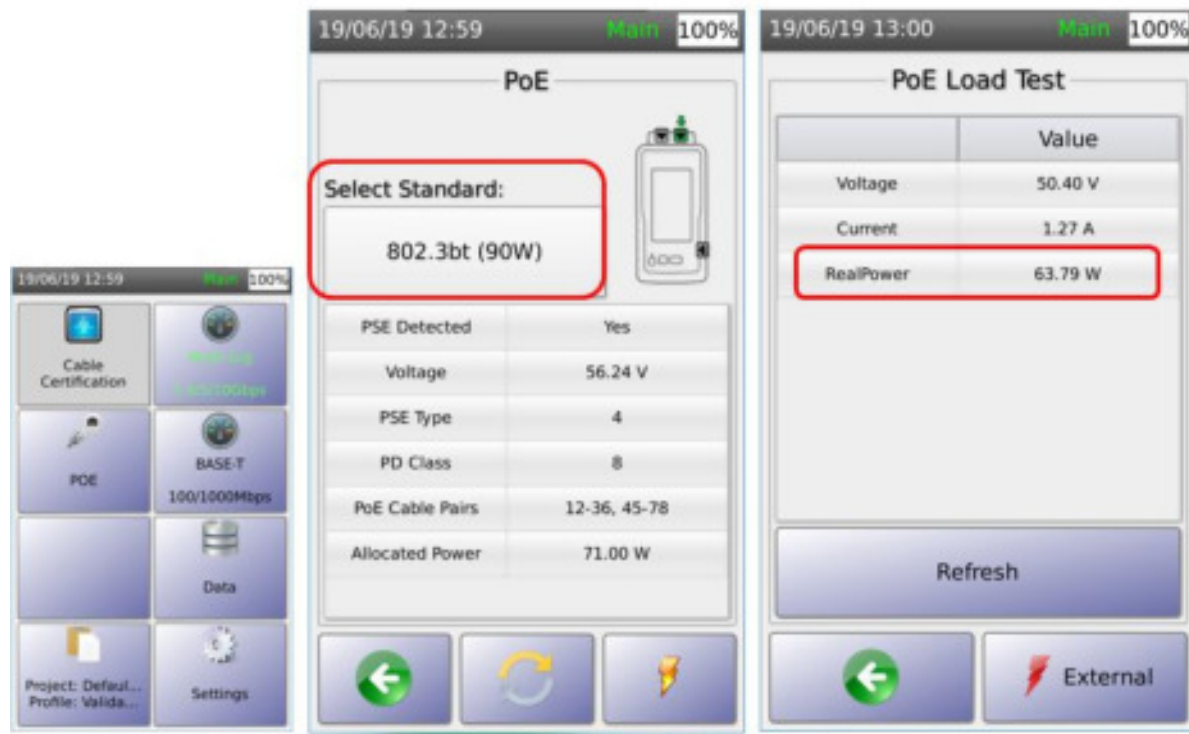 19/06/19 12:59 Main 100%
Cable
Certification
POE
BASE-T
100/1000Mbps
Data
Project: Defaul...
Profile: Valida...
Settings
19/06/19 12:59 Main 100%
PoE
Select Standard:
802.3bt (90W)
PSE Detected Yes
Voltage 56.24 V
PSE Type 4
PD Class 8
PoE Cable Pairs 12-36, 45-78
Allocated Power 71.00 W
19/06/19 13:00 Main 100%
PoE Load Test
Value
Voltage 50.40 V
Current 1.27 A
RealPower 63.79 W
Refresh
External